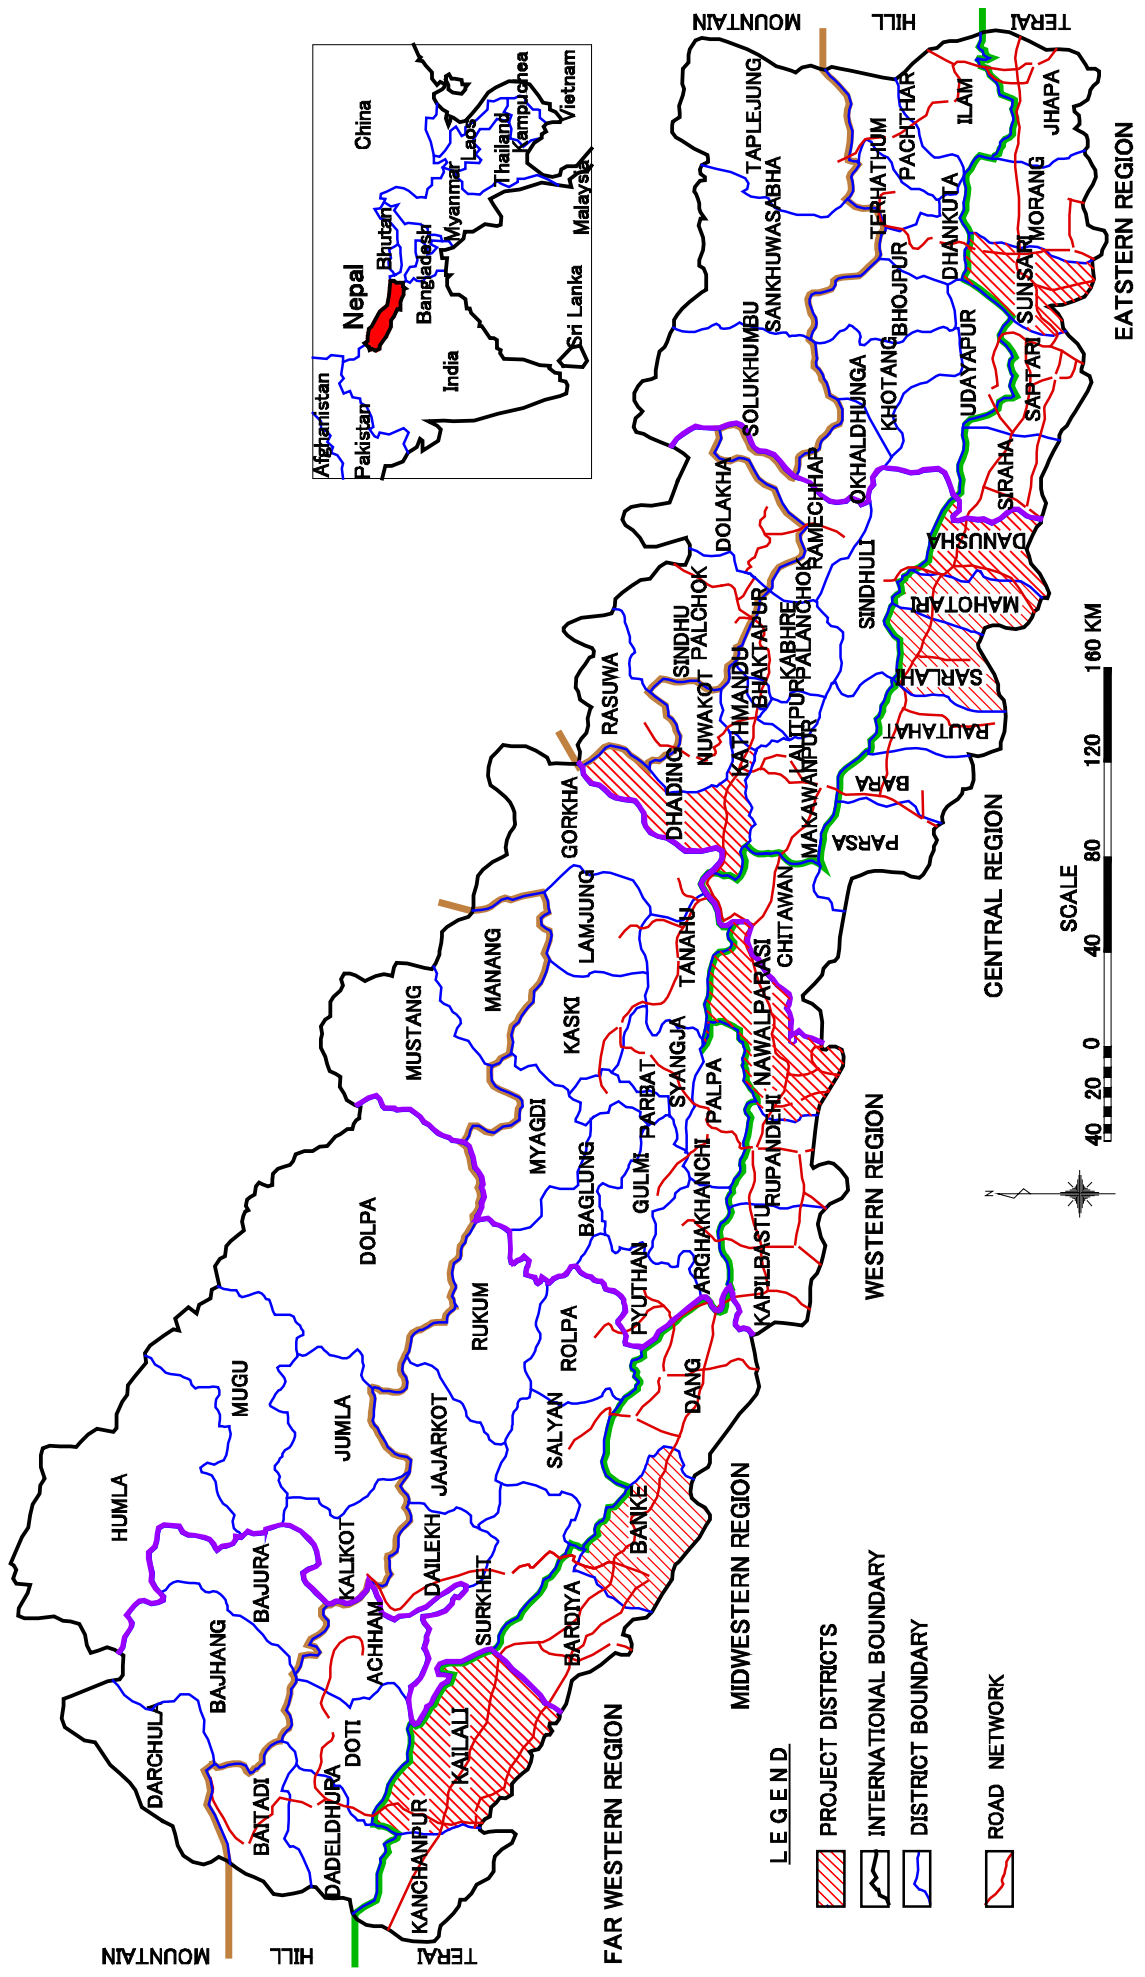 Afghanistan
Pakistan
China
Nepal
Bhutan
Bangladesh
India
Myanmar
Laos
Thailand
Kampucnea
Vietnam
Sri Lanka
Malaysia
MOUNTAIN
HILL
TERAI
MOUNTAIN
HILL
TERAI
DARCHULA
BAJHANG
HUMLA
BAITADI
BAJURA
MUGU
DADELDHURA
DOTI
ACHHAM
KALIKOT
JUMLA
DOLPA
KANCHANPUR
KAILALI
SURKHET
DAILEKH
JAJARKOT
RUKUM
BARDIYA
BANKE
SALYAN
ROLPA
DANG
PYUTHAN
MUSTANG
MANANG
MYAGDI
KASKI
LAMJUNG
GORKHA
BAGLUNG
PARBAT
GULMI
SYANGJA
TANAHU
ARGHAKHANCHI
PALPA
KAPILBASTU
RUPANDEHI
NAWALPARASI
CHITAWAN
RASUWA
DHADING
NUWAKOT
SINDHU
PALCHOK
DOLAKHA
KATHMANDU
BHAKTAPUR
LALITPUR
KABHRE
PALANCHOK
RAMECHHAP
MAKAWANPUR
SINDHULI
PARSA
BARA
RAUTAHAT
SARLAHI
MAHOTARI
DANUSHA
SOLUKHUMBU
SANKHUWASABHA
TAPLEJUNG
OKHALDHUNGA
KHOTANG
BHOJPUR
TERHATHUM
PACHTHAR
ILAM
DHANKUTA
UDAYAPUR
SIRAHA
SAPTARI
SUNSARI
MORANG
JHAPA
FAR WESTERN REGION
MIDWESTERN REGION
WESTERN REGION
CENTRAL REGION
EATSTERN REGION
LEGEND
PROJECT DISTRICTS
INTERNATIONAL BOUNDARY
DISTRICT BOUNDARY
ROAD NETWORK
N
40 20 0 40 80 120 160 KM
SCALE